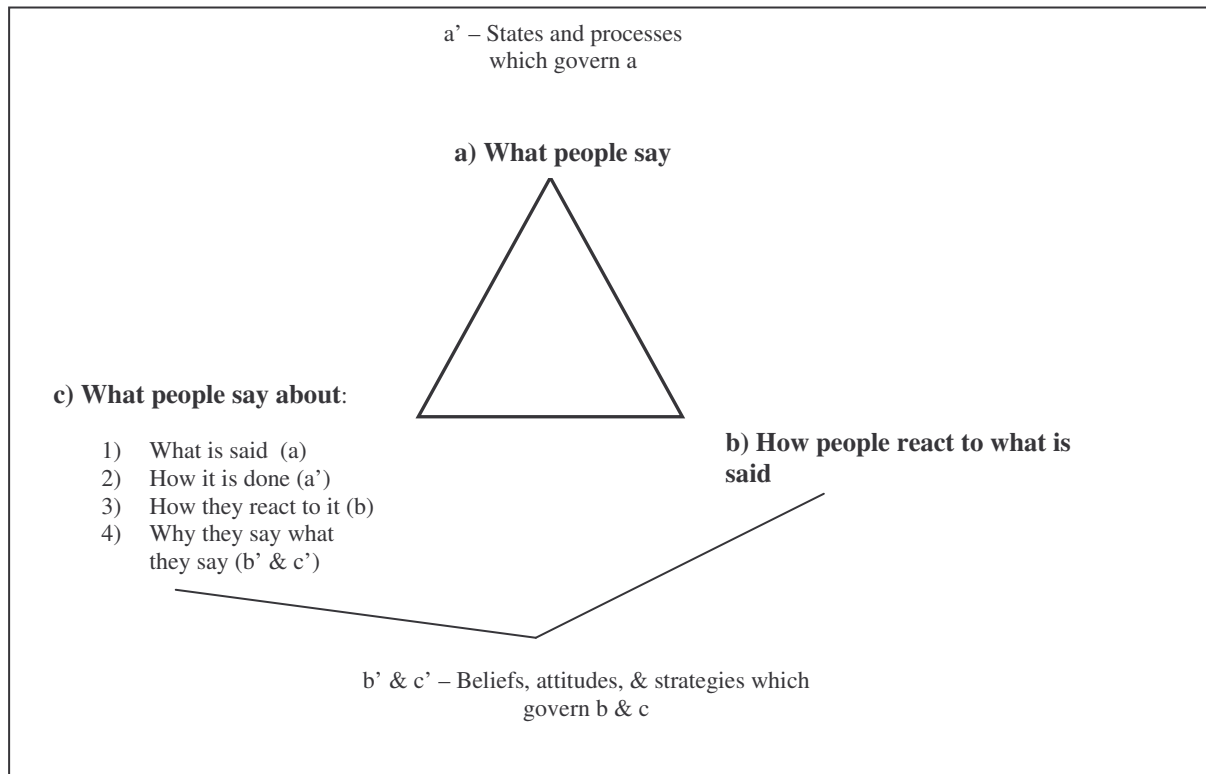 a’ – States and processes
which govern a
a) What people say
c) What people say about:
1) What is said (a)
2) How it is done (a’)
3) How they react to it (b)
4) Why they say what
they say (b’ & c’)
b) How people react to what is
said
b’ & c’ – Beliefs, attitudes, & strategies which
govern b & c